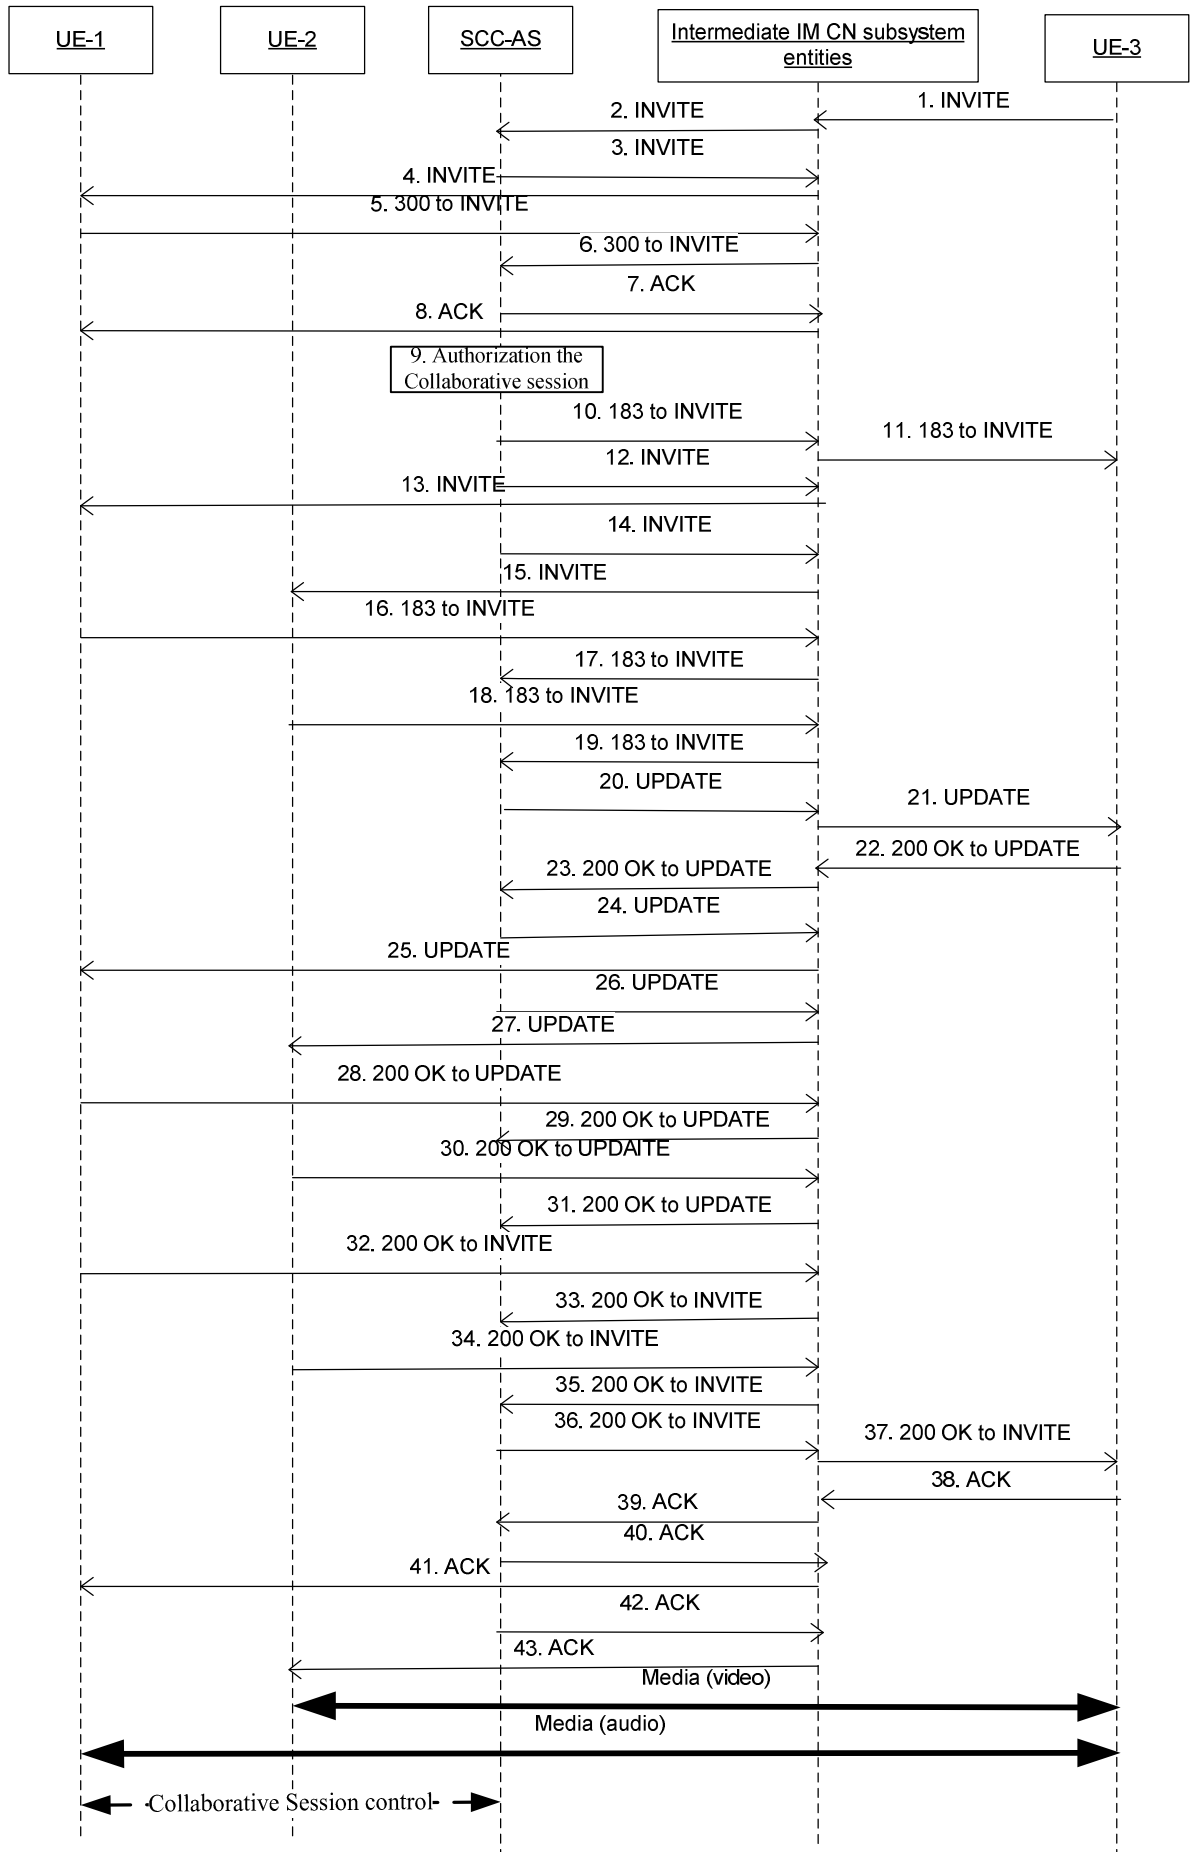 UE-1
UE-2
SCC-AS
Intermediate IM CN subsystem
entities
UE-3
1. INVITE
2. INVITE
3. INVITE
4. INVITE
5. 300 to INVITE
6. 300 to INVITE
7. ACK
8. ACK
9. Authorization the
Collaborative session
10. 183 to INVITE
11. 183 to INVITE
12. INVITE
13. INVITE
14. INVITE
15. INVITE
16. 183 to INVITE
17. 183 to INVITE
18. 183 to INVITE
19. 183 to INVITE
20. UPDATE
21. UPDATE
22. 200 OK to UPDATE
23. 200 OK to UPDATE
24. UPDATE
25. UPDATE
26. UPDATE
27. UPDATE
28. 200 OK to UPDATE
29. 200 OK to UPDATE
30. 200 OK to UPDAITE
31. 200 OK to UPDATE
32. 200 OK to INVITE
33. 200 OK to INVITE
34. 200 OK to INVITE
35. 200 OK to INVITE
36. 200 OK to INVITE
37. 200 OK to INVITE
38. ACK
39. ACK
40. ACK
41. ACK
42. ACK
43. ACK
Media (video)
Media (audio)
Collaborative Session control